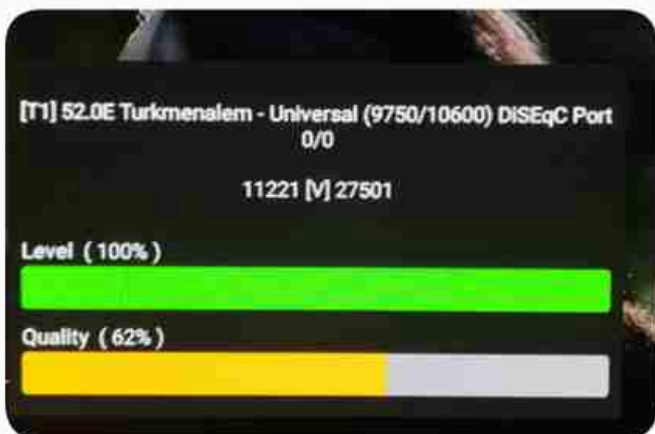 [T1] 52.0E Turkmenalem - Universal (9750/10600) DiSEqC Port
0/0
11221 [V] 27501
Level ( 100% )
Quality ( 62% )